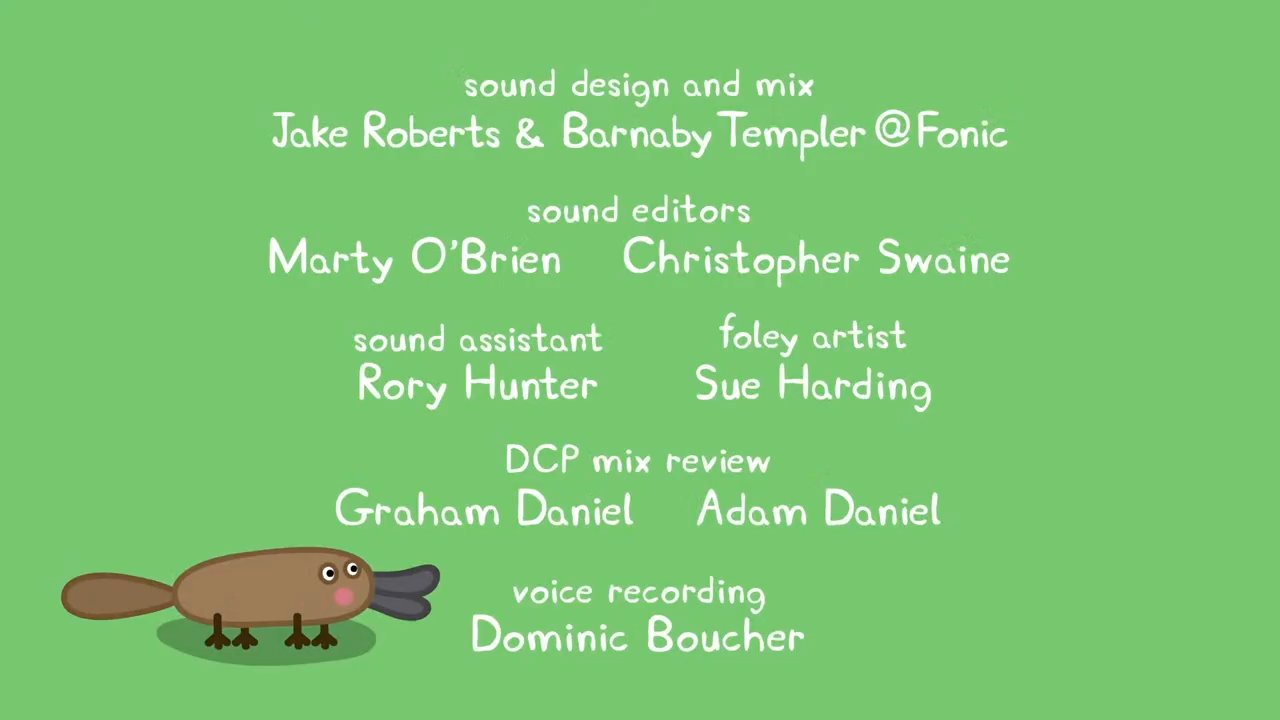 sound design and mix
Jake Roberts & Barnaby Templer @ Fonic
sound editors
Marty O'Brien Christopher Swaine
sound assistant foley artist
Rory Hunter Sue Harding
DCP mix review
Graham Daniel Adam Daniel
voice recording
Dominic Boucher